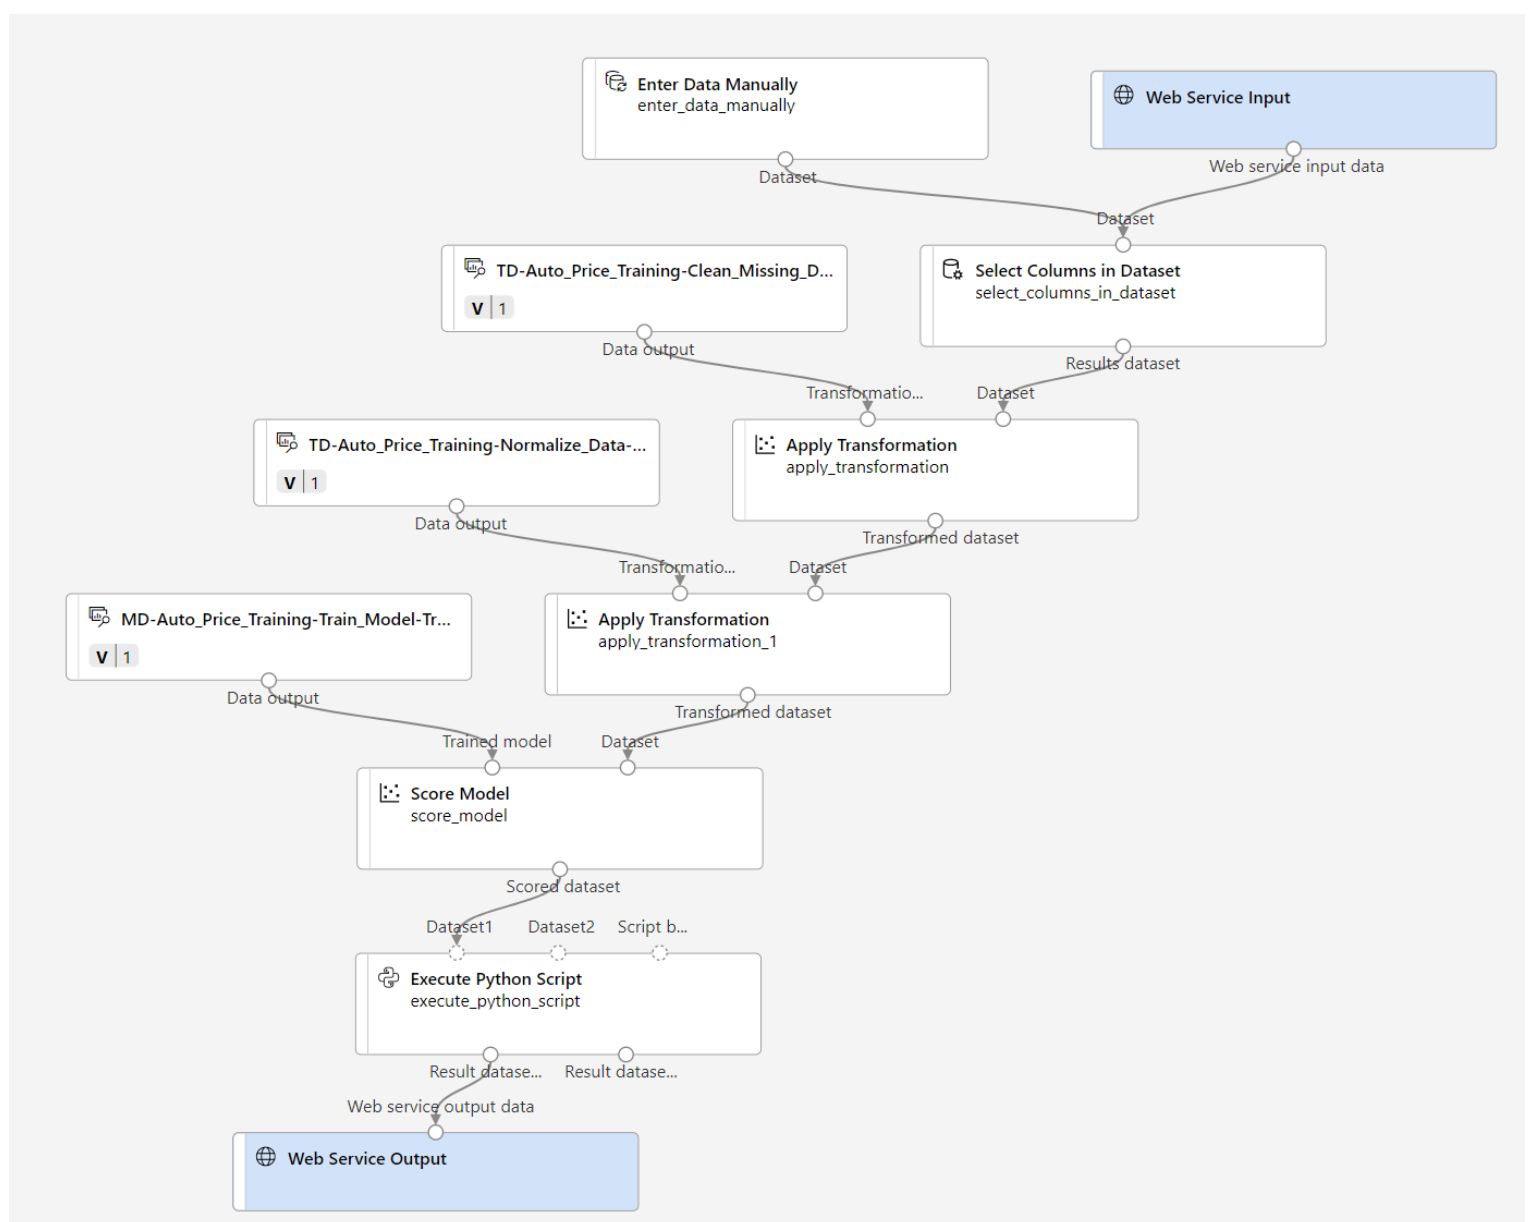 Enter Data Manually
enter_data_manually
Web Service Input
Dataset
Web service input data
Dataset
TD-Auto_Price_Training-Clean_Missing_D...
V 1
Select Columns in Dataset
select_columns_in_dataset
Data output
Results dataset
Transformatio...
Dataset
TD-Auto_Price_Training-Normalize_Data-...
V 1
Apply Transformation
apply_transformation
Data output
Transformed dataset
Transformatio...
Dataset
MD-Auto_Price_Training-Train_Model-Tr...
V 1
Apply Transformation
apply_transformation_1
Data output
Transformed dataset
Trained model
Dataset
Score Model
score_model
Scored dataset
Dataset1
Dataset2
Script b...
Execute Python Script
execute_python_script
Result datase...
Result datase...
Web service output data
Web Service Output